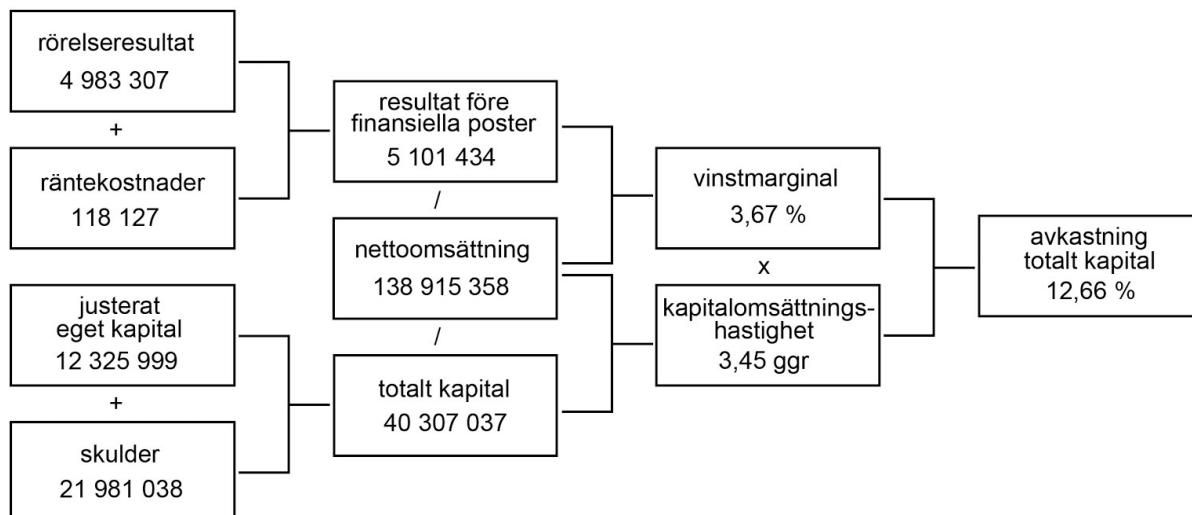 rörelseresultat
4 983 307
+
räntekostnader
118 127
justerat
eget kapital
12 325 999
+
skulder
21 981 038
resultat före
finansiella poster
5 101 434
/
nettoomsättning
138 915 358
/
totalt kapital
40 307 037
vinstmarginal
3,67 %
x
kapitalomsättnings-
hastighet
3,45 ggr
avkastning
totalt kapital
12,66 %